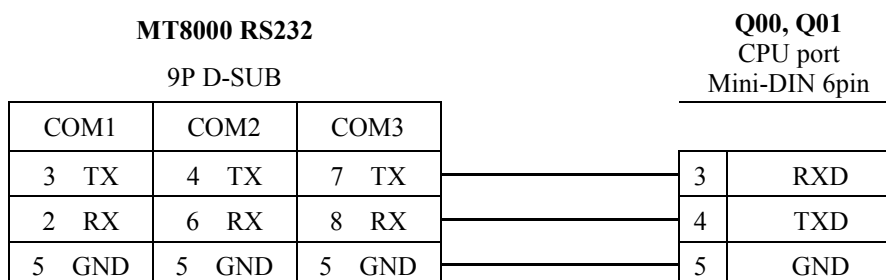 MT8000 RS232
9P D-SUB
Q00, Q01
CPU port
Mini-DIN 6pin
COM1 COM2 COM3
3 TX 4 TX 7 TX 3 RXD
2 RX 6 RX 8 RX 4 TXD
5 GND 5 GND 5 GND 5 GND